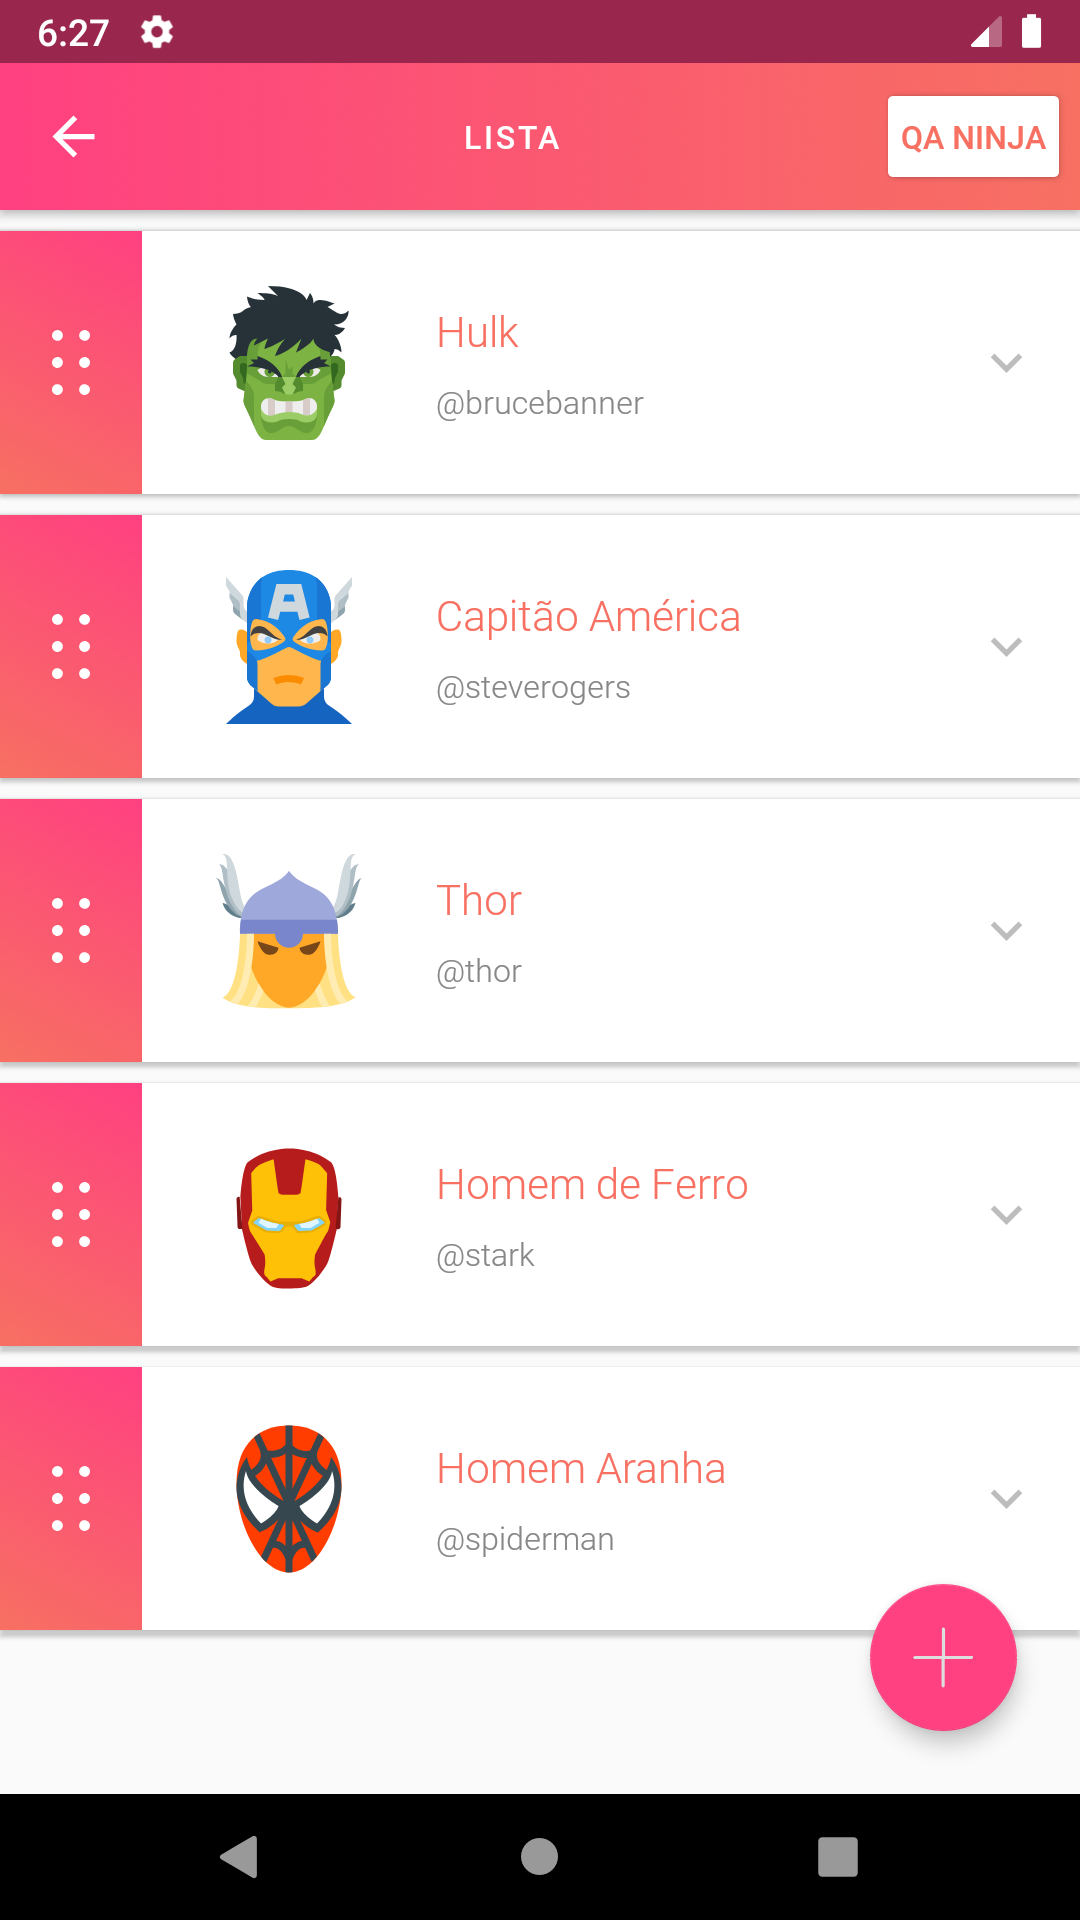 6:27
LISTA
QA NINJA
Hulk
@brucebanner
Capitão América
@steverogers
Thor
@thor
Homem de Ferro
@stark
Homem Aranha
@spiderman